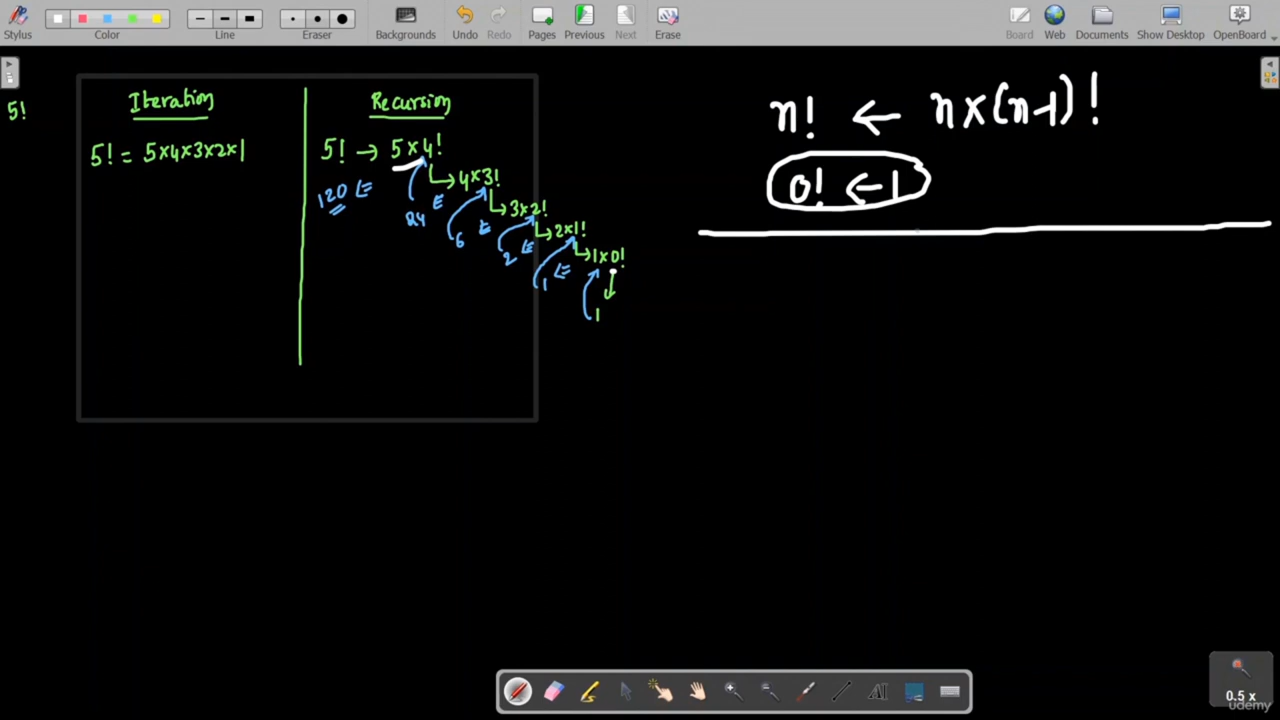 Stylus
Color
Line
Eraser
Backgrounds
Undo
Redo
Pages
Previous
Next
Erase
Board
Web
Documents
Show Desktop
OpenBoard
5!
Iteration
5! = 5×4×3×2×1
Recursion
5! → 5×4!
4×3!
3×2!
2×1!
1×0!
1
1
2
6
24
120
n! ← n×(n-1)!
0! ← 1
0.5 x
udemy